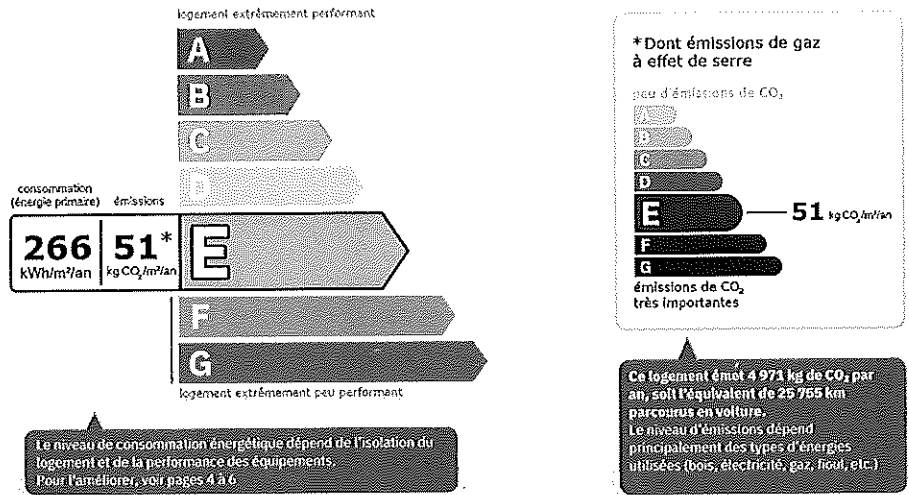 logement extrêmement performant
A
B
C
D
consommation
(énergie primaire)
émissions
266
kWh/m²/an
51*
kg CO₂/m²/an
E
F
G
logement extrêmement peu performant
Le niveau de consommation énergétique dépend de l'isolation du
logement et de la performance des équipements.
Pour l'améliorer, voir pages 4 à 6
*Dont émissions de gaz
à effet de serre
peu d'émissions de CO₂
A
B
C
D
E
51 kg CO₂/m²/an
F
G
émissions de CO₂
très importantes
Ce logement émet 4 971 kg de CO₂ par
an, soit l'équivalent de 25 755 km
parcourus en voiture.
Le niveau d'émissions dépend
principalement des types d'énergies
utilisées (bois, électricité, gaz, fioul, etc.)